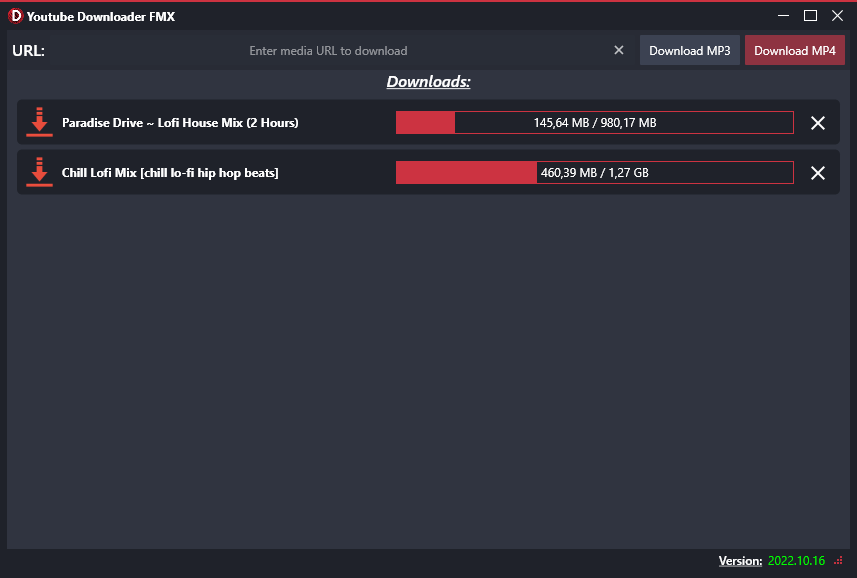 Youtube Downloader FMX
URL: Enter media URL to download Download MP3 Download MP4
Downloads:
Paradise Drive ~ Lofi House Mix (2 Hours) 145,64 MB / 980,17 MB
Chill Lofi Mix [chill lo-fi hip hop beats] 460,39 MB / 1,27 GB
Version: 2022.10.16